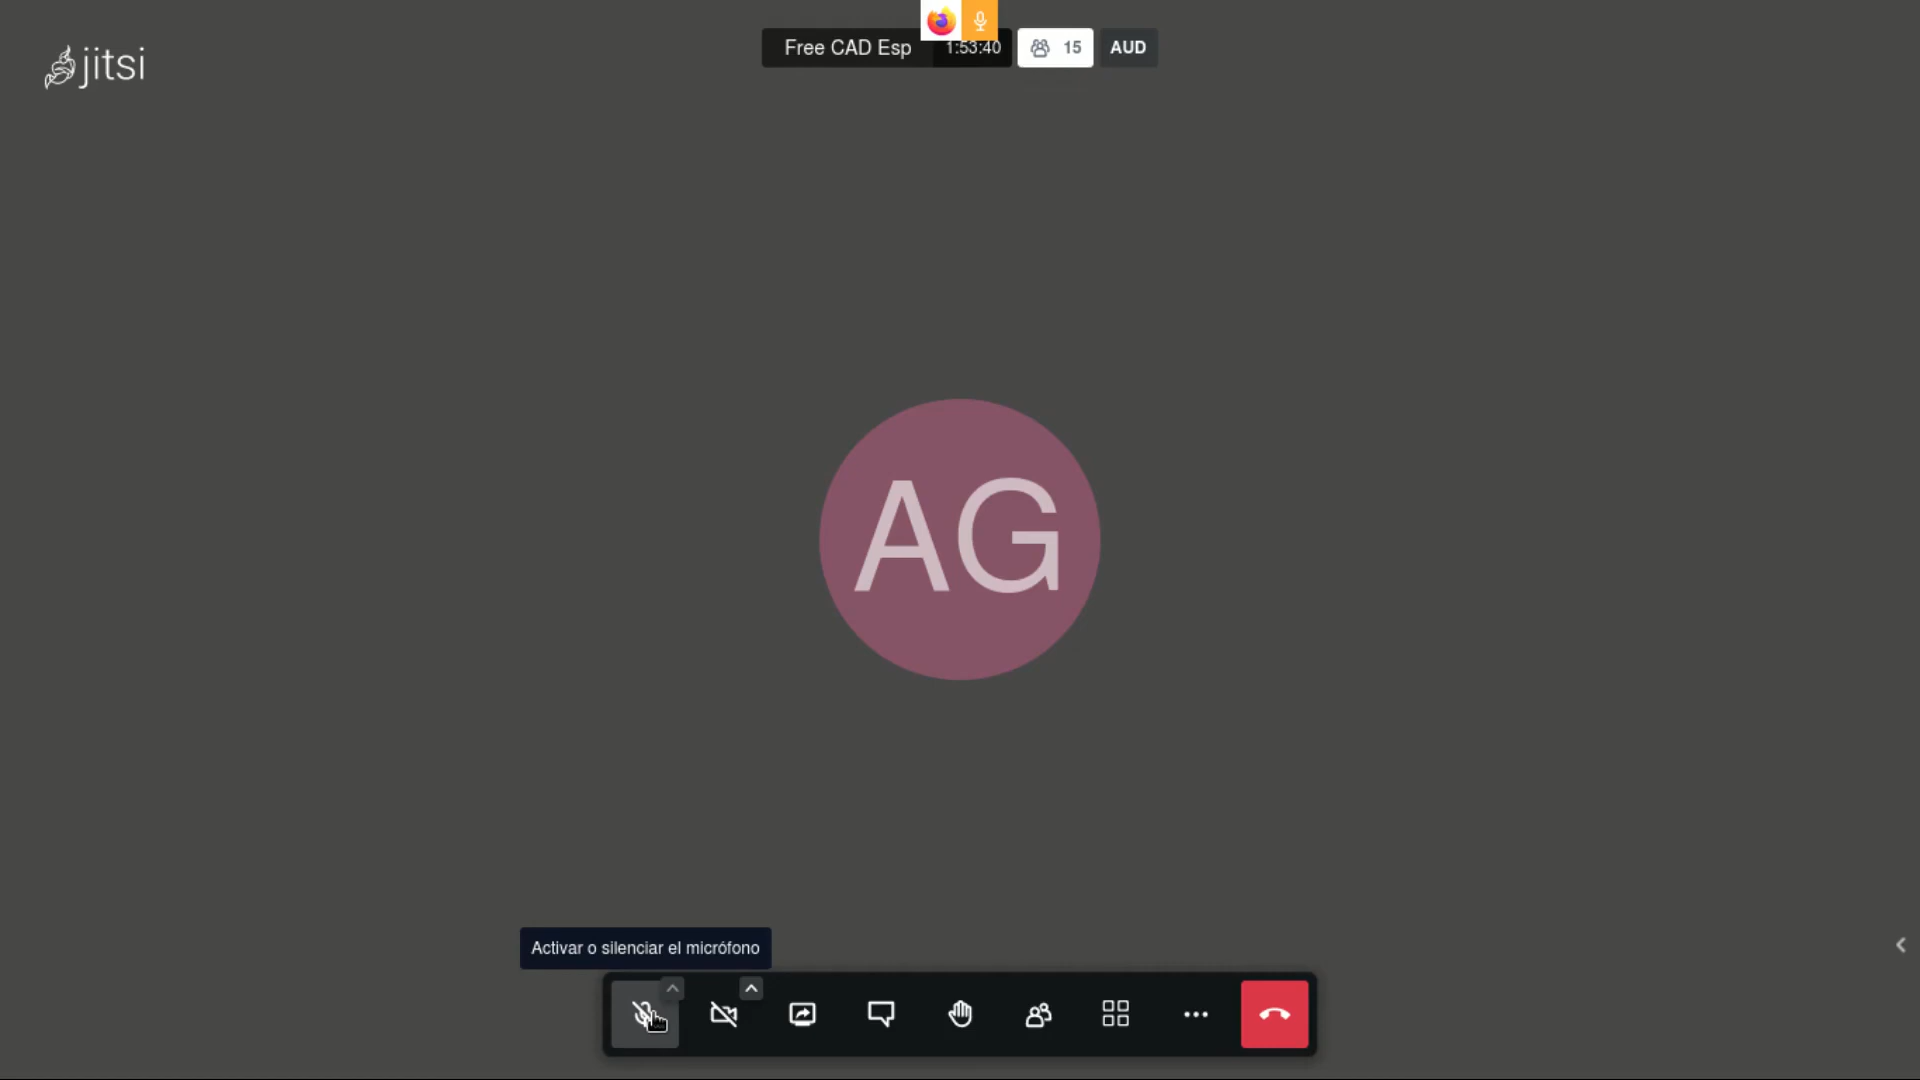 jitsi
Free CAD Esp
1:53:40
15
AUD
AG
Activar o silenciar el micrófono